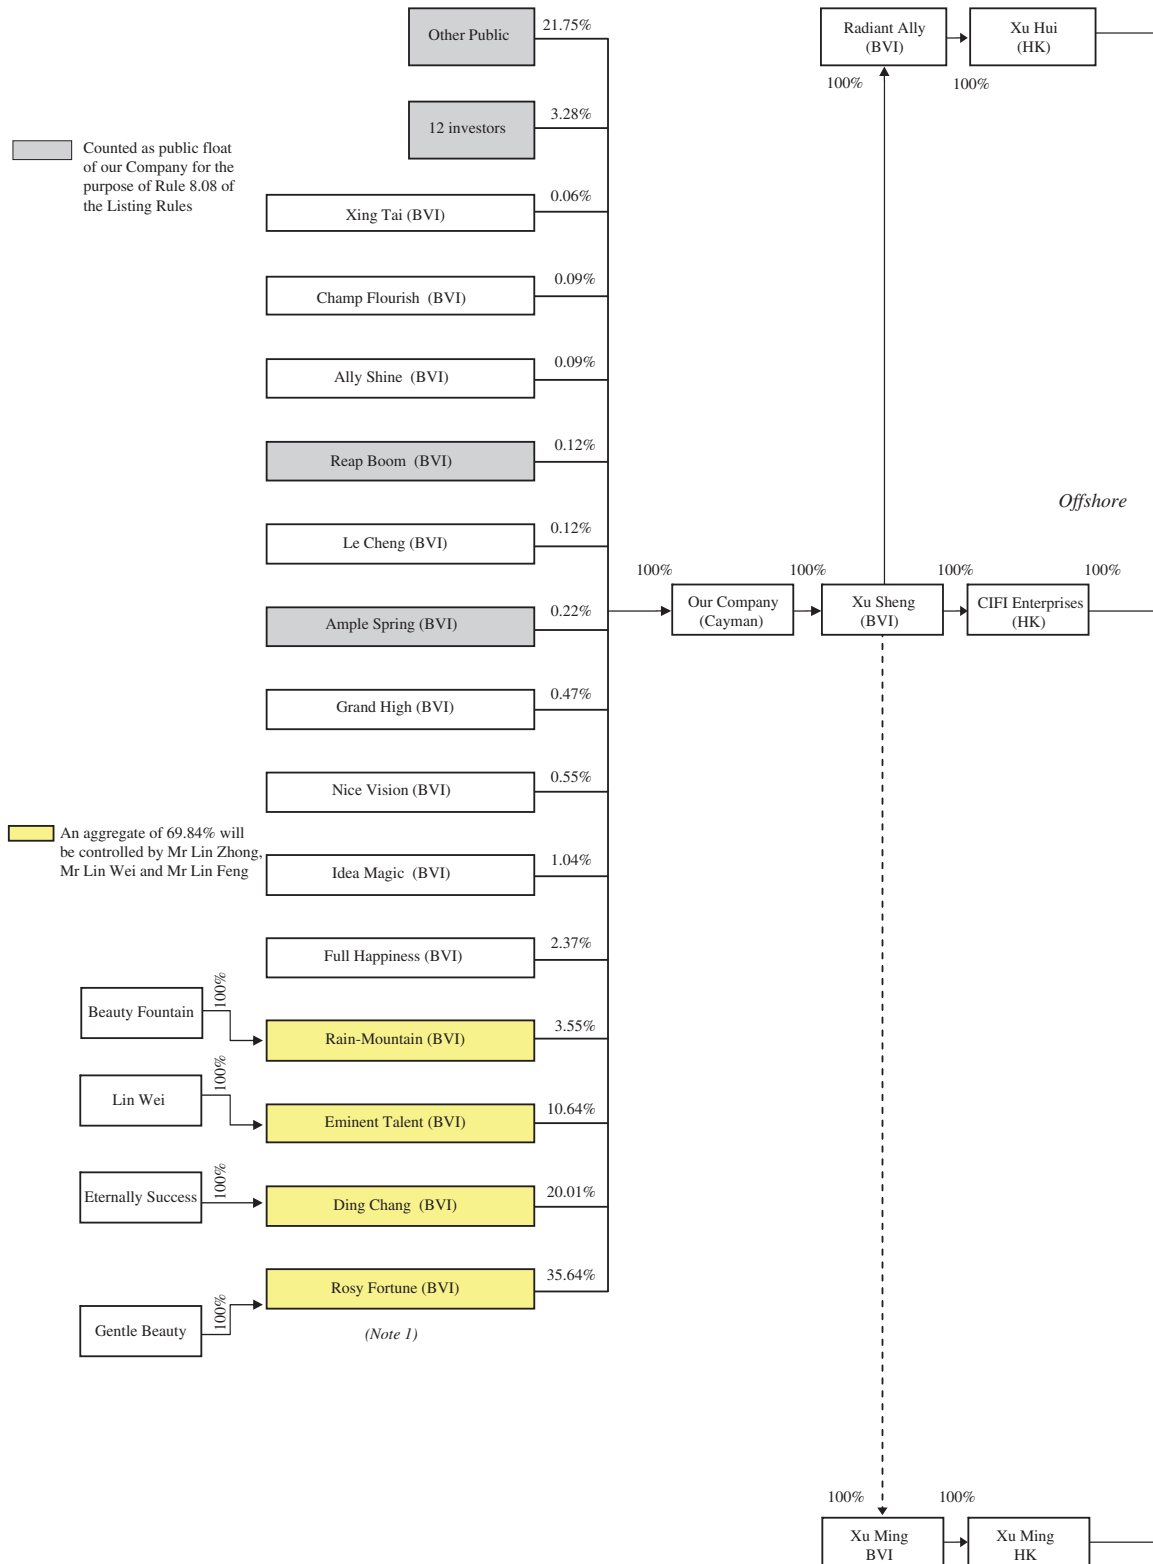 Other Public
21.75%
12 investors
3.28%
Counted as public float
of our Company for the
purpose of Rule 8.08 of
the Listing Rules
Xing Tai (BVI)
0.06%
Champ Flourish (BVI)
0.09%
Ally Shine (BVI)
0.09%
Reap Boom (BVI)
0.12%
Le Cheng (BVI)
0.12%
Ample Spring (BVI)
0.22%
Grand High (BVI)
0.47%
Nice Vision (BVI)
0.55%
An aggregate of 69.84% will
be controlled by Mr Lin Zhong,
Mr Lin Wei and Mr Lin Feng
Idea Magic (BVI)
1.04%
Full Happiness (BVI)
2.37%
Beauty Fountain
100%
Rain-Mountain (BVI)
3.55%
Lin Wei
100%
Eminent Talent (BVI)
10.64%
Eternally Success
100%
Ding Chang (BVI)
20.01%
Gentle Beauty
100%
Rosy Fortune (BVI)
35.64%
(Note 1)
100%
Our Company
(Cayman)
100%
Xu Sheng
(BVI)
100%
CIFI Enterprises
(HK)
100%
Radiant Ally
(BVI)
100%
Xu Hui
(HK)
100%
Offshore
100%
Xu Ming
BVI
100%
Xu Ming
HK